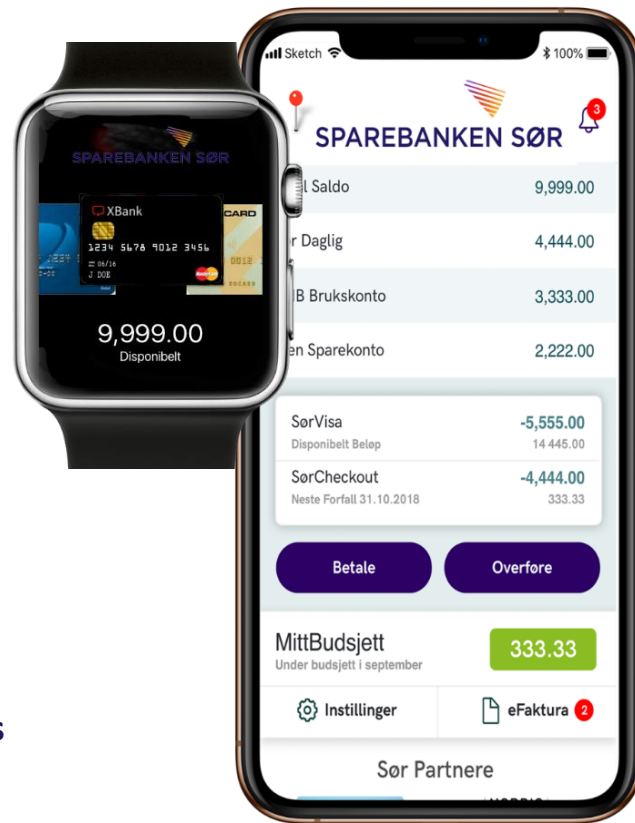 SPAREBANKEN SØR
XBank
CARD
1234 5678 9012 3456
06/16
J DOE
MasterCard
9,999.00
Disponibelt
Sketch
100%
3
SPAREBANKEN SØR
Saldo 9,999.00
Daglig 4,444.00
Brukskonto 3,333.00
Sparekonto 2,222.00
SørVisa -5,555.00
Disponibelt Beløp 14 445.00
SørCheckout -4,444.00
Neste Forfall 31.10.2018 333.33
Betale Overføre
MittBudsjett 333.33
Under budsjett i september
Instillinger eFaktura 2
Sør Partnere